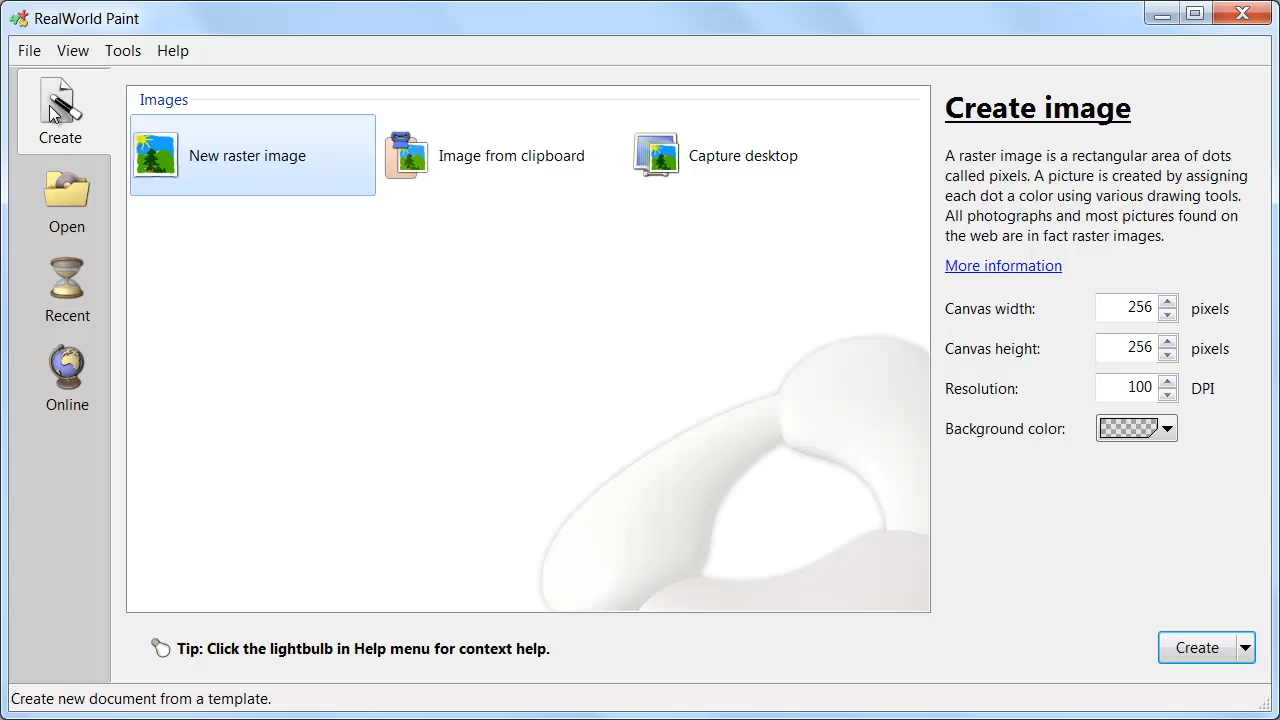 RealWorld Paint
File View Tools Help
Create
Open
Recent
Online
Images
New raster image
Image from clipboard
Capture desktop
Create image
A raster image is a rectangular area of dots
called pixels. A picture is created by assigning
each dot a color using various drawing tools.
All photographs and most pictures found on
the web are in fact raster images.
More information
Canvas width: 256 pixels
Canvas height: 256 pixels
Resolution: 100 DPI
Background color:
Tip: Click the lightbulb in Help menu for context help.
Create
Create new document from a template.